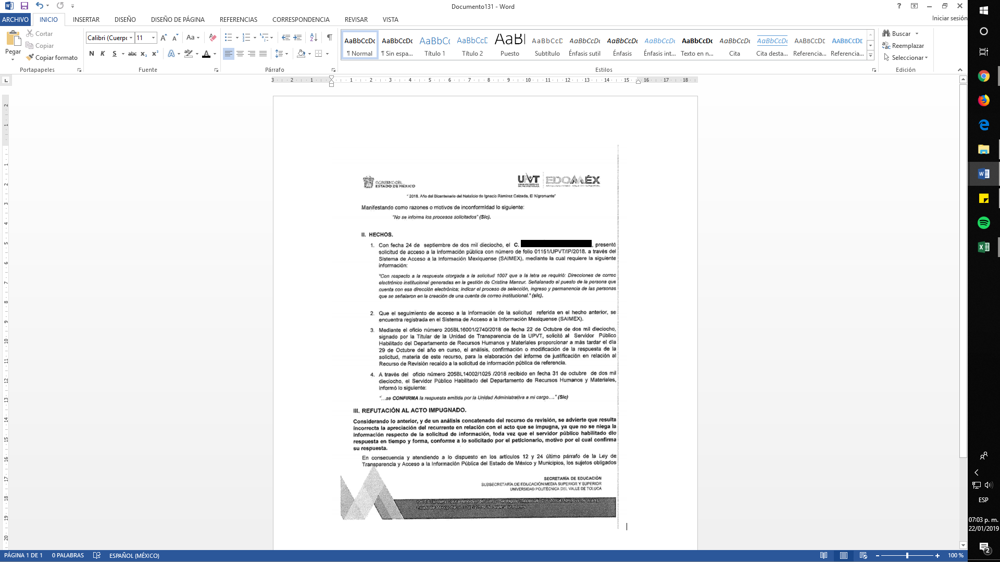 Documento131 - Word
ARCHIVO INICIO INSERTAR DISEÑO DISEÑO DE PÁGINA REFERENCIAS CORRESPONDENCIA REVISAR VISTA Iniciar sesión
Pegar
Cortar
Copiar
Copiar formato
Portapapeles
Calibri (Cuerpo 11
N K S abc x₂ x²
Fuente
Párrafo
AaBbCcDc AaBbCcDc AaBbCc AaBbCcD AaBl AaBbCcD AaBbCcDc AaBbCcDc AaBbCcDc AaBbCcDc AaBbCcDc AaBbCcDc AABBCCDD AABBCCDD
¶ Normal ¶ Sin espa... Título 1 Título 2 Puesto Subtítulo Énfasis sutil Énfasis Énfasis int... Texto en n... Cita Cita desta... Referencia... Referencia...
Estilos
Buscar
Reemplazar
Seleccionar
Edición
3 2 1 1 2 3 4 5 6 7 8 9 10 11 12 13 14 15 16 17 18
GOBIERNO DEL
ESTADO DE MÉXICO
UPVT
EDOMÉX
" 2018. Año del Bicentenario del Natalicio de Ignacio Ramírez Calzada, El Nigromante"
Manifestando como razones o motivos de inconformidad lo siguiente:
"No se informa los procesos solicitados" (Sic).
II. HECHOS.
1. Con fecha 24 de septiembre de dos mil dieciocho, el C. , presentó
solicitud de acceso a la información pública con número de folio 01151/UPVT/IP/2018. a través del
Sistema de Acceso a la Información Mexiquense (SAIMEX), mediante la cual requiere la siguiente
información:
"Con respecto a la respuesta otorgada a la solicitud 1007 que a la letra se requirió: Direcciones de correo
electrónico institucional generadas en la gestión de Cristina Manzur. Señalanado el puesto de la persona que
cuenta con esa dirección electrónica; indicar el proceso de selección, ingreso y permanencia de las personas
que se señalaron en la creación de una cuenta de correo institucional." (sic).
2. Que el seguimiento de acceso a la información de la solicitud referida en el hecho anterior, se
encuentra registrada en el Sistema de Acceso a la Información Mexiquense (SAIMEX).
3. Mediante el oficio número 205BL16001/2740/2018 de fecha 22 de Octubre de dos mil dieciocho,
signado por la Titular de la Unidad de Transparencia de la UPVT, solicitó al Servidor Público
Habilitado del Departamento de Recursos Humanos y Materiales proporcionar a más tardar el día
29 de Octubre del año en curso, el análisis, confirmación o modificación de la respuesta de la
solicitud, materia de este recurso, para la elaboración del informe de justificación en relación al
Recurso de Revisión recaído a la solicitud de información pública de referencia.
4. A través del oficio número 205BL14002/1025 /2018 recibido en fecha 31 de octubre de dos mil
dieciocho, el Servidor Público Habilitado del Departamento de Recursos Humanos y Materiales,
informó lo siguiente:
"...se CONFIRMA la respuesta emitida por la Unidad Administrativa a mi cargo...." (Sic)
III. REFUTACIÓN AL ACTO IMPUGNADO.
Considerando lo anterior, y de un análisis concatenado del recurso de revisión, se advierte que resulta
incorrecta la apreciación del recurrente en relación con el acto que se impugna, ya que no se niega la
información respecto de la solicitud de información, toda vez que el servidor público habilitado dio
respuesta en tiempo y forma, conforme a lo solicitado por el peticionario, motivo por el cual confirma
su respuesta.
En consecuencia y atendiendo a lo dispuesto en los artículos 12 y 24 último párrafo de la Ley de
Transparencia y Acceso a la Información Pública del Estado de México y Municipios, los sujetos obligados
SECRETARÍA DE EDUCACIÓN
SUBSECRETARÍA DE EDUCACIÓN MEDIA SUPERIOR Y SUPERIOR
UNIVERSIDAD POLITÉCNICA DEL VALLE DE TOLUCA
ESP
07:03 p. m.
22/01/2019
2
PÁGINA 1 DE 1 0 PALABRAS ESPAÑOL (MÉXICO) 100 %